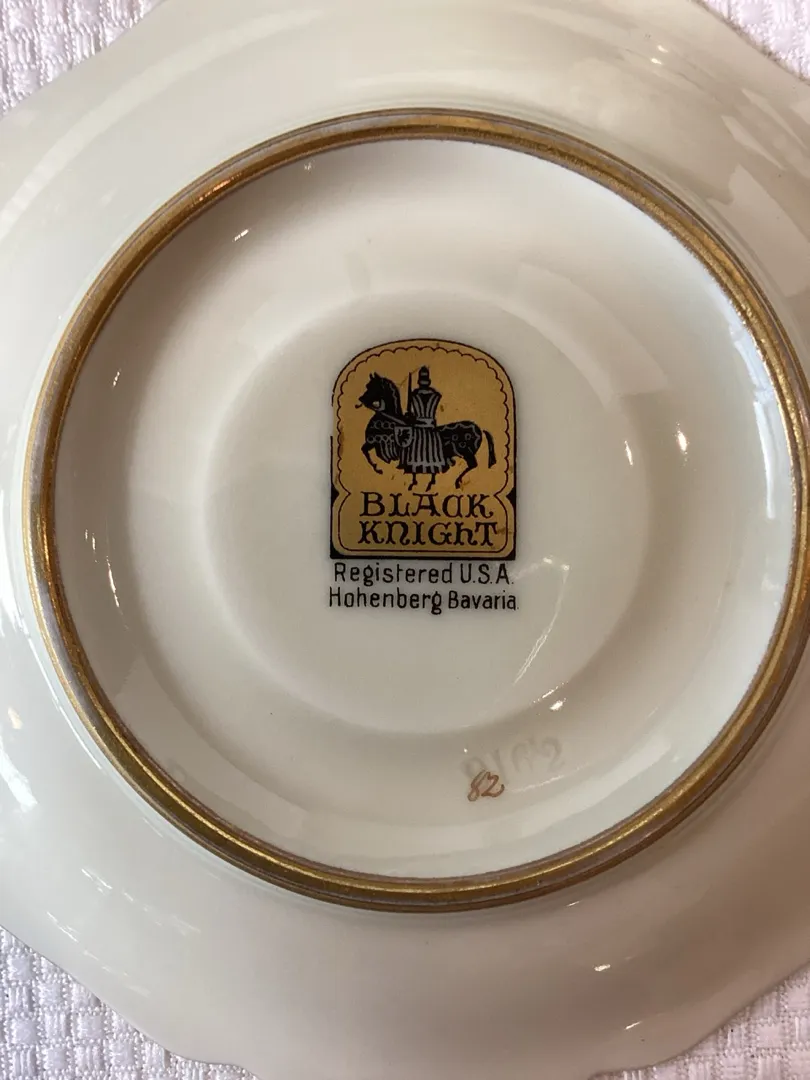 BLACK
KNIGHT
Registered U.S.A.
Hohenberg Bavaria
82